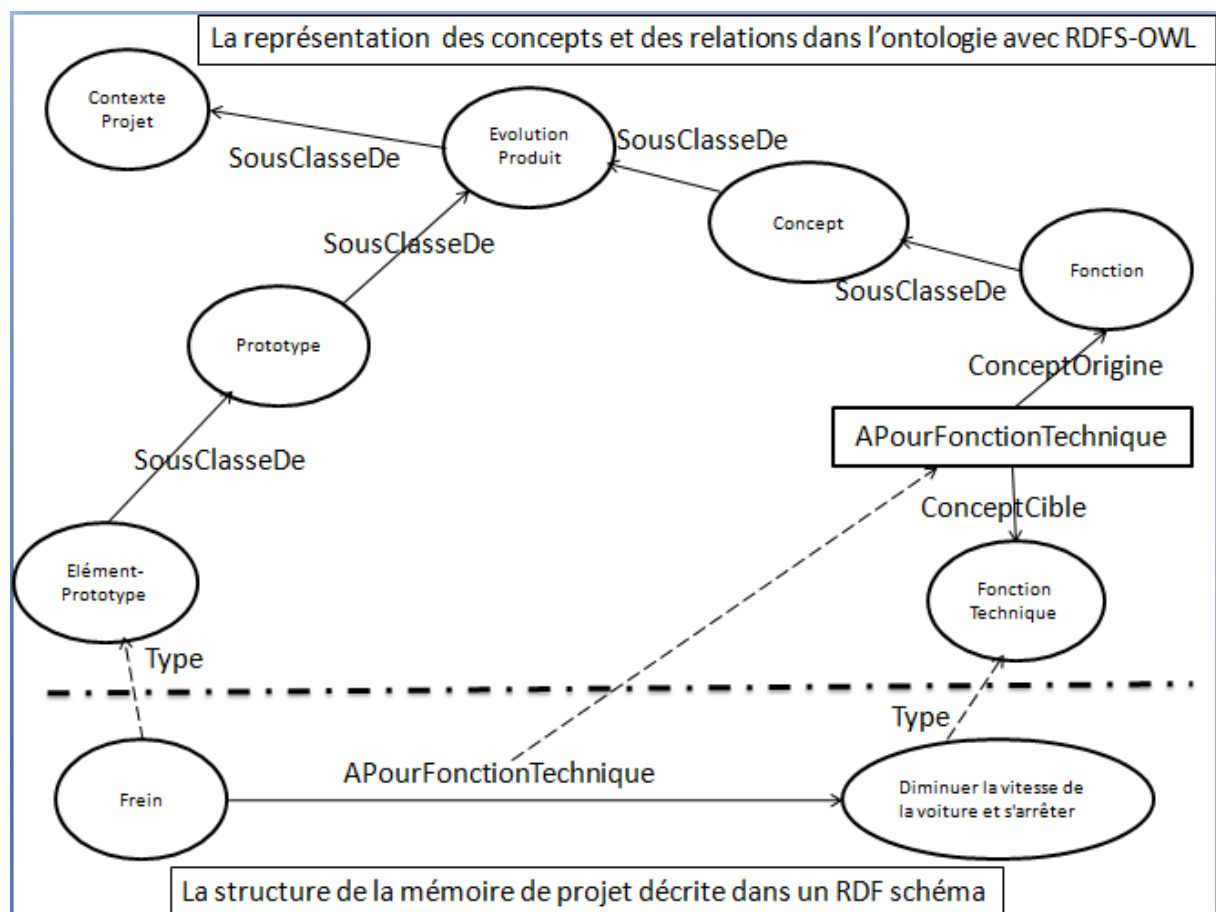 La représentation des concepts et des relations dans l'ontologie avec RDFS-OWL
Contexte
Projet
Evolution
Produit
SousClasseDe
SousClasseDe
Concept
Fonction
SousClasseDe
SousClasseDe
Prototype
ConceptOrigine
APourFonctionTechnique
SousClasseDe
ConceptCible
Elément-
Prototype
Fonction
Technique
Type
Type
APourFonctionTechnique
Frein
Diminuer la vitesse de
la voiture et s'arrêter
La structure de la mémoire de projet décrite dans un RDF schéma